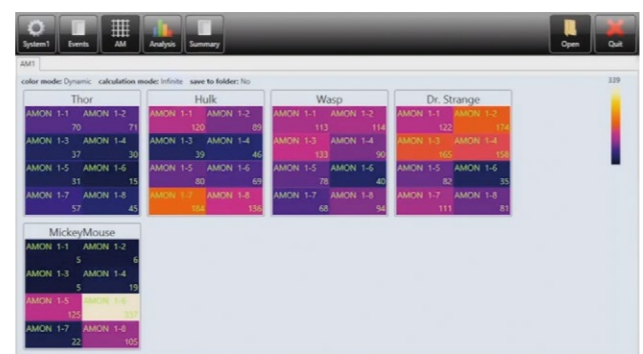 System1 Events AM Analysis Summary Open Quit
AM1
color mode: Dynamic calculation mode: Infinite save to folder: No
339
Thor
AMON 1-1 AMON 1-2
70 71
AMON 1-3 AMON 1-4
37 30
AMON 1-5 AMON 1-6
31 15
AMON 1-7 AMON 1-8
57 45
Hulk
AMON 1-1 AMON 1-2
120 89
AMON 1-3 AMON 1-4
39 46
AMON 1-5 AMON 1-6
80 69
AMON 1-7 AMON 1-8
184 136
Wasp
AMON 1-1 AMON 1-2
113 114
AMON 1-3 AMON 1-4
133 90
AMON 1-5 AMON 1-6
78 40
AMON 1-7 AMON 1-8
68 94
Dr. Strange
AMON 1-1 AMON 1-2
122 174
AMON 1-3 AMON 1-4
165 158
AMON 1-5 AMON 1-6
82 35
AMON 1-7 AMON 1-8
111 81
MickeyMouse
AMON 1-1 AMON 1-2
5 6
AMON 1-3 AMON 1-4
5 19
AMON 1-5 AMON 1-6
125
AMON 1-7 AMON 1-8
22 105